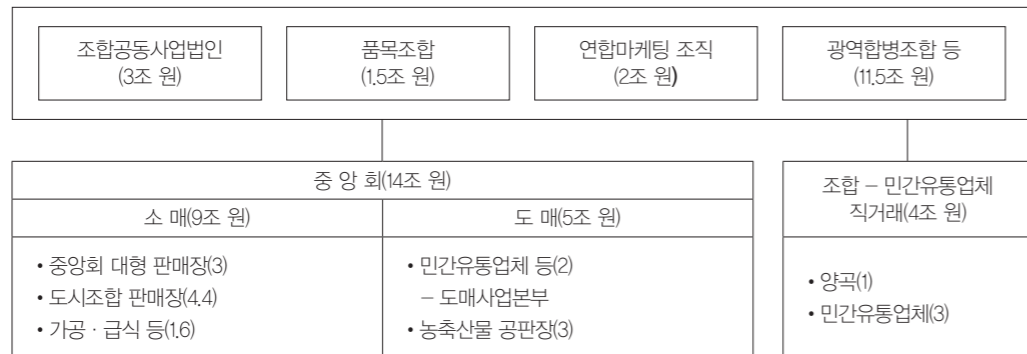 조합공동사업법인
(3조 원)
품목조합
(1.5조 원)
연합마케팅 조직
(2조 원)
광역합병조합 등
(11.5조 원)
중 앙 회(14조 원)
소 매(9조 원)
도 매(5조 원)
• 중앙회 대형 판매장(3)
• 도시조합 판매장(4.4)
• 가공 · 급식 등(1.6)
• 민간유통업체 등(2)
– 도매사업본부
• 농축산물 공판장(3)
조합 – 민간유통업체
직거래(4조 원)
• 양곡(1)
• 민간유통업체(3)